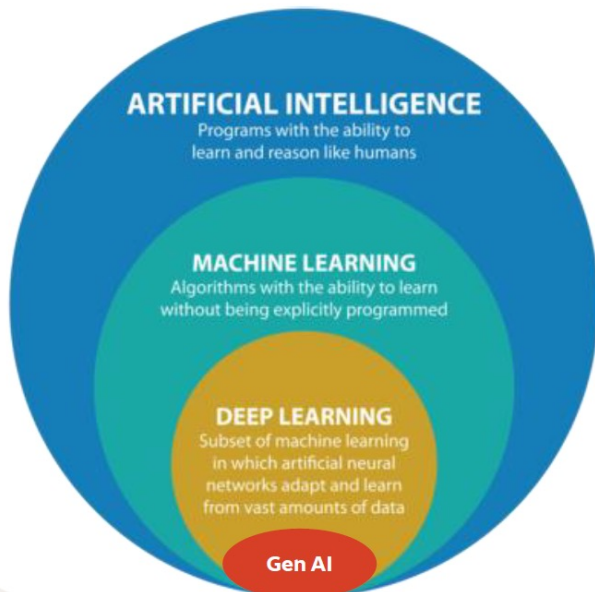 ARTIFICIAL INTELLIGENCE
Programs with the ability to
learn and reason like humans
MACHINE LEARNING
Algorithms with the ability to learn
without being explicitly programmed
DEEP LEARNING
Subset of machine learning
in which artificial neural
networks adapt and learn
from vast amounts of data
Gen AI